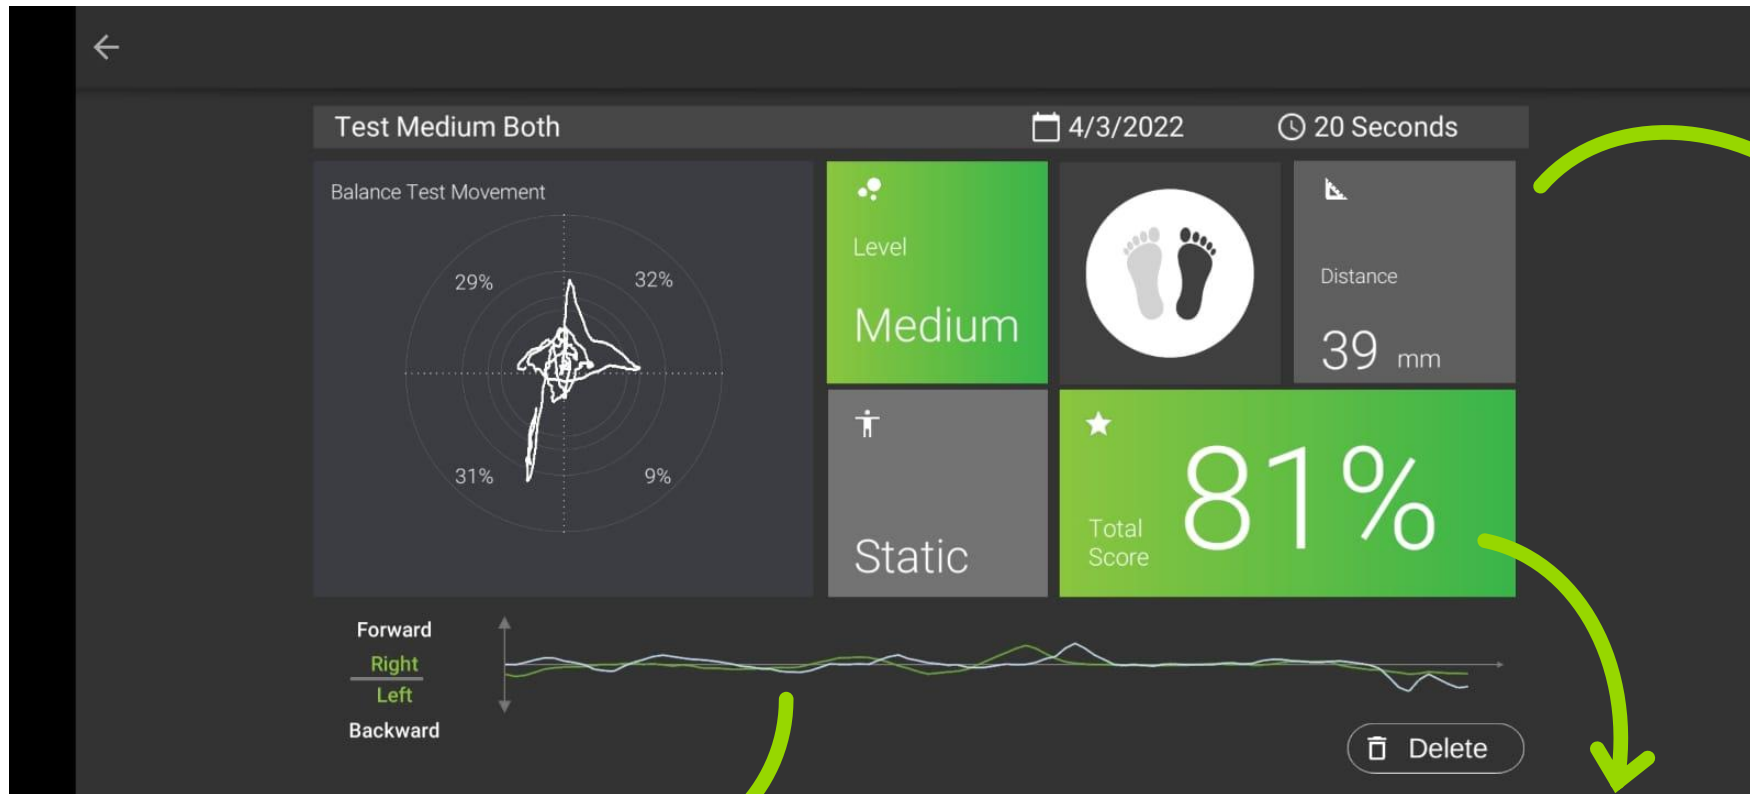 Test Medium Both
4/3/2022
20 Seconds
Balance Test Movement
29%
32%
31%
9%
Level
Medium
Distance
39 mm
Static
Total
Score
81%
Forward
Right
Left
Backward
Delete